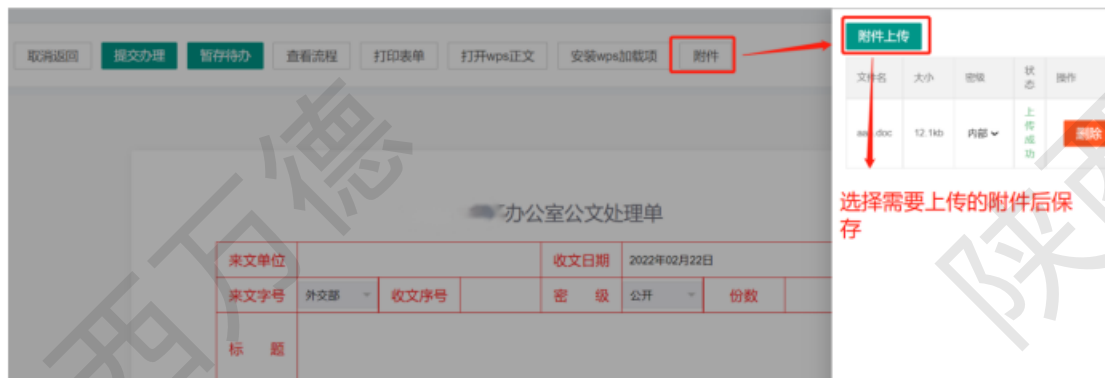 取消返回 提交办理 暂存待办 查看流程 打印表单 打开wps正文 安装wps加载项 附件
附件上传
文件名 大小 密级 状态 操作
12.1kb 内部 上传成功 删除
选择需要上传的附件后保
存
办公室公文处理单
来文单位 收文日期 2022年02月22日
来文字号 外交部 收文序号 密 级 公开 份数
标 题
西万德
陕西